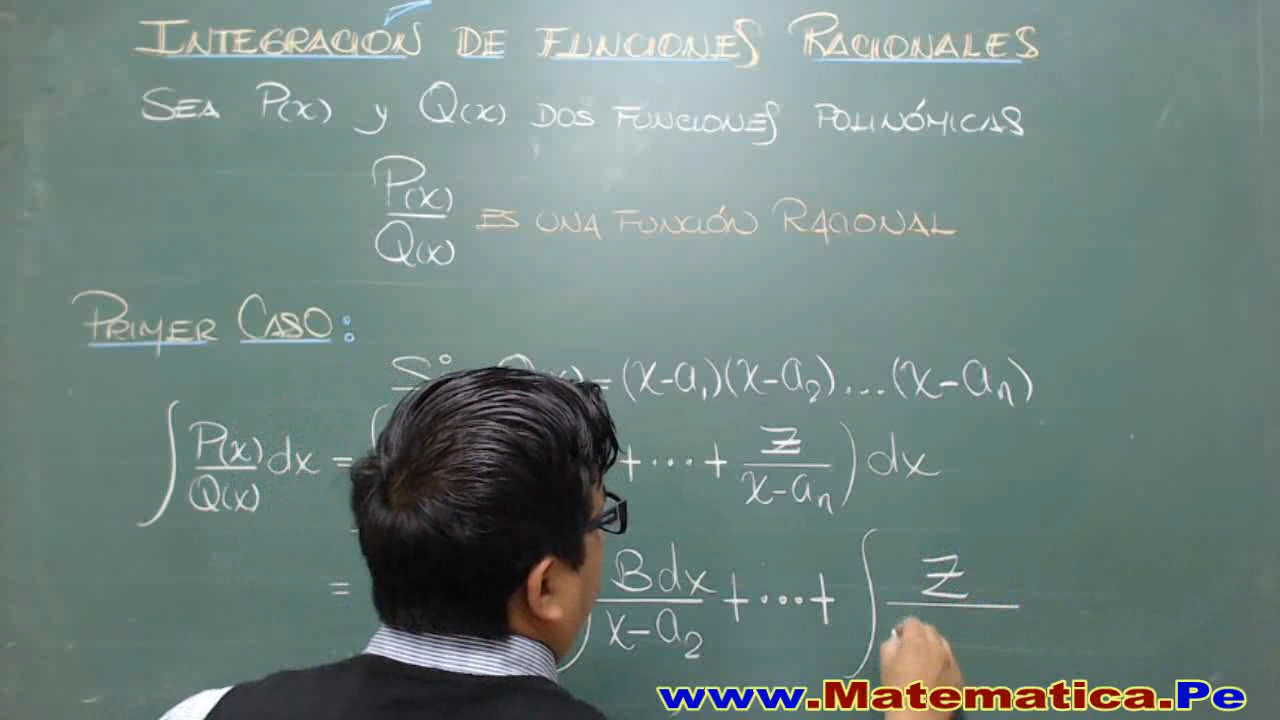 INTEGRACIÓN DE FUNCIONES RACIONALES
SEA P(x) y Q(x) DOS FUNCIONES POLINÓMICAS
P(x)/Q(x) ES UNA FUNCIÓN RACIONAL
PRIMER CASO:
Si Q(x) = (x-a₁)(x-a₂)...(x-aₙ)
∫ P(x)/Q(x) dx = ( + ... + Z/(x-aₙ) ) dx
= ∫ B dx/(x-a₂) + ... + ∫ Z
www.Matematica.Pe